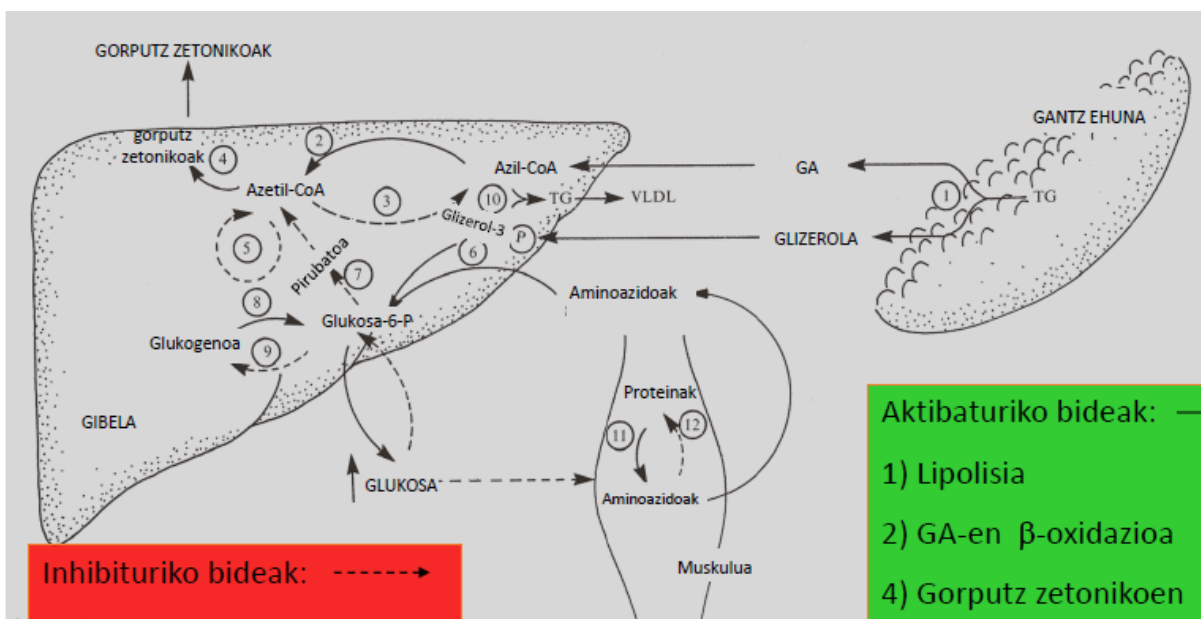 GORPUTZ ZETONIKOAK
gorputz
zetonikoak
4
2
Azetil-CoA
3
Azil-CoA
10
TG
VLDL
Glizerol-3
P
6
5
Pirubatoa
7
8
Glukosa-6-P
Glukogenoa
9
GIBELA
GLUKOSA
GA
GLIZEROLA
GANTZ EHUNA
1
TG
Aminoazidoak
Proteinak
11
12
Aminoazidoak
Muskulua
Inhibituriko bideak:
Aktibaturiko bideak:
1) Lipolisia
2) GA-en β-oxidazioa
4) Gorputz zetonikoen